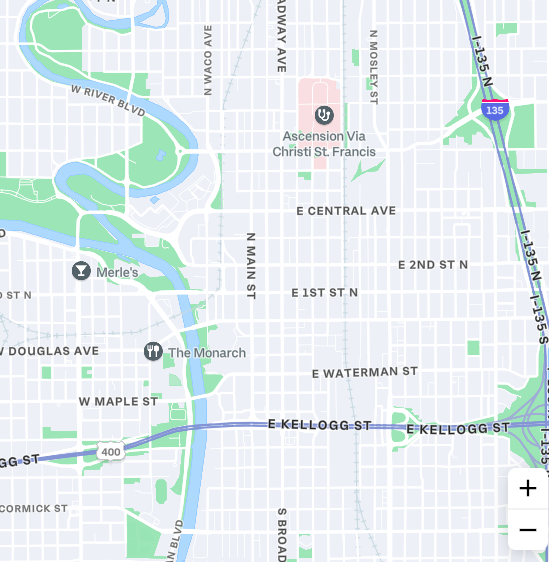 N WACO AVE
ADWAY AVE
N MOSLEY ST
I-135 N
W RIVER BLVD
135
Ascension Via
Christi St. Francis
E CENTRAL AVE
N MAIN ST
I-135 N
E 2ND ST N
Merle's
E 1ST ST N
D ST N
I-135 S
W DOUGLAS AVE
The Monarch
E WATERMAN ST
W MAPLE ST
E KELLOGG ST
E KELLOGG ST
400
GG ST
I-135 N
+
CORMICK ST
−
AN BLVD
S BROAD